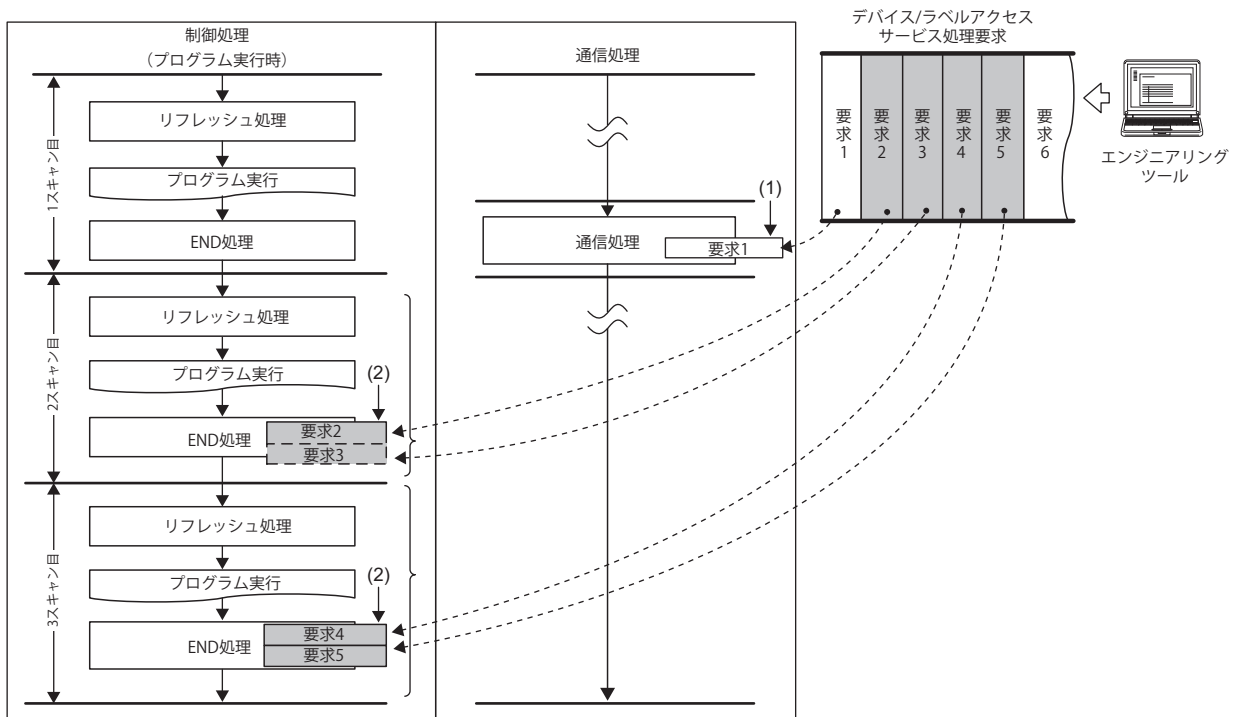 制御処理
（プログラム実行時）
1スキャン目
リフレッシュ処理
プログラム実行
END処理
2スキャン目
リフレッシュ処理
プログラム実行
(2)
END処理
要求2
要求3
3スキャン目
リフレッシュ処理
プログラム実行
(2)
END処理
要求4
要求5
通信処理
(1)
通信処理
要求1
デバイス/ラベルアクセス
サービス処理要求
要求1
要求2
要求3
要求4
要求5
要求6
エンジニアリング
ツール